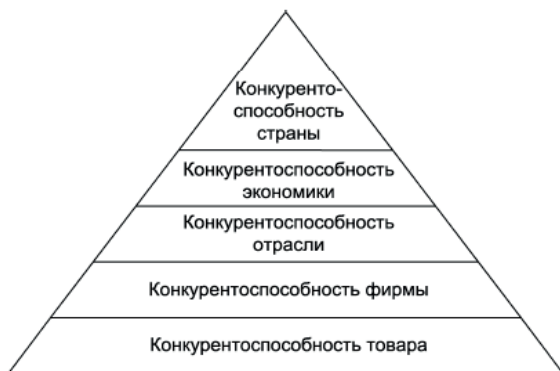 Конкуренто-
способность
страны
Конкурентоспособность
экономики
Конкурентоспособность
отрасли
Конкурентоспособность фирмы
Конкурентоспособность товара